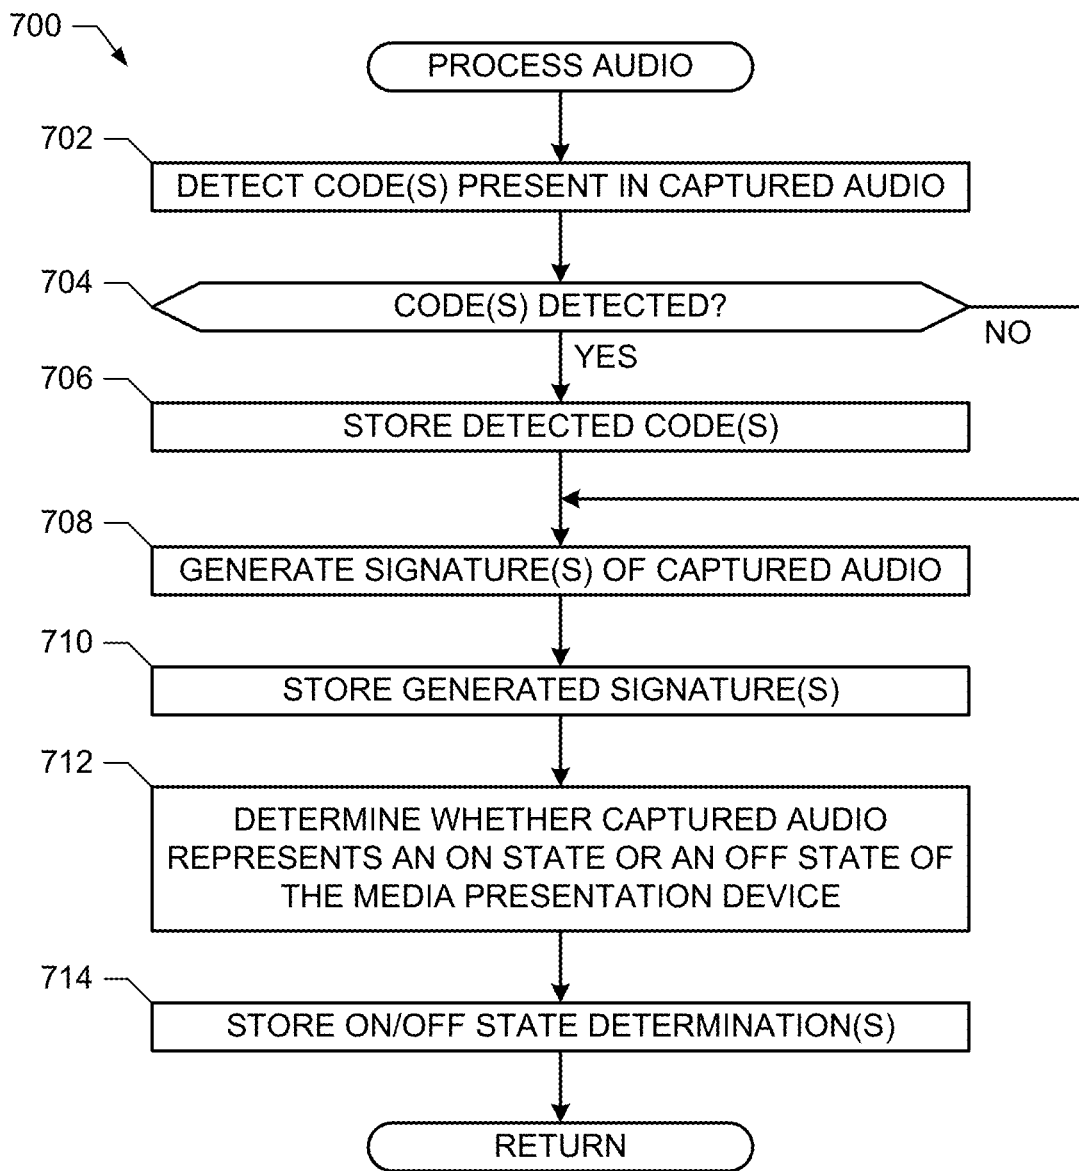 700
PROCESS AUDIO
702
DETECT CODE(S) PRESENT IN CAPTURED AUDIO
704
CODE(S) DETECTED?
NO
YES
706
STORE DETECTED CODE(S)
708
GENERATE SIGNATURE(S) OF CAPTURED AUDIO
710
STORE GENERATED SIGNATURE(S)
712
DETERMINE WHETHER CAPTURED AUDIO
REPRESENTS AN ON STATE OR AN OFF STATE OF
THE MEDIA PRESENTATION DEVICE
714
STORE ON/OFF STATE DETERMINATION(S)
RETURN